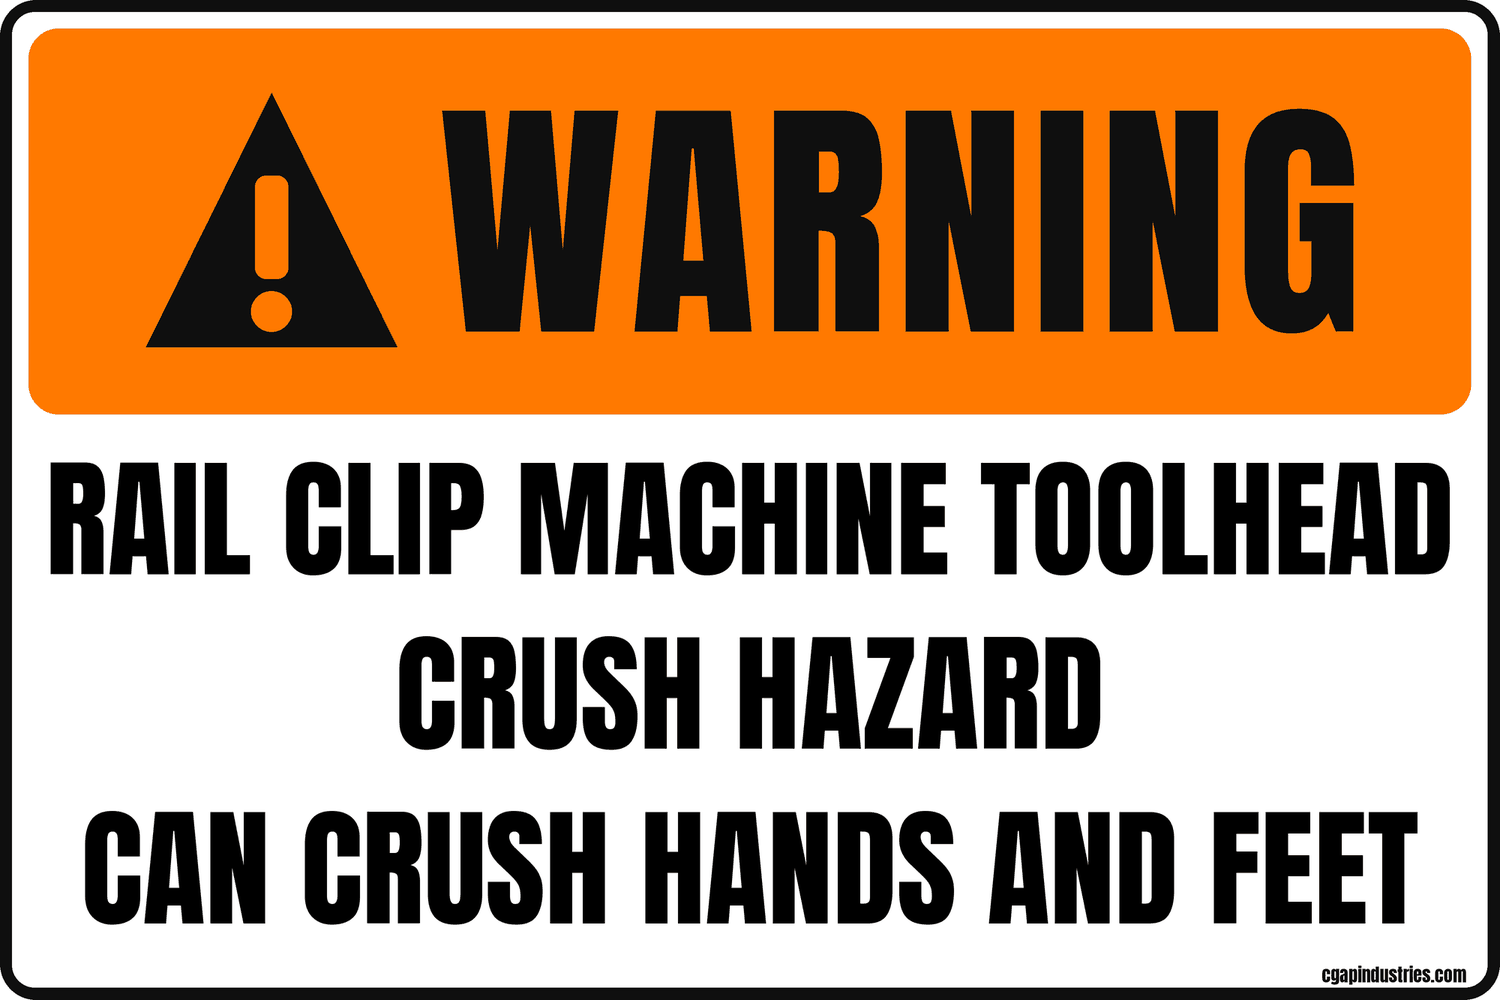 WARNING
RAIL CLIP MACHINE TOOLHEAD
CRUSH HAZARD
CAN CRUSH HANDS AND FEET
cgapindustries.com